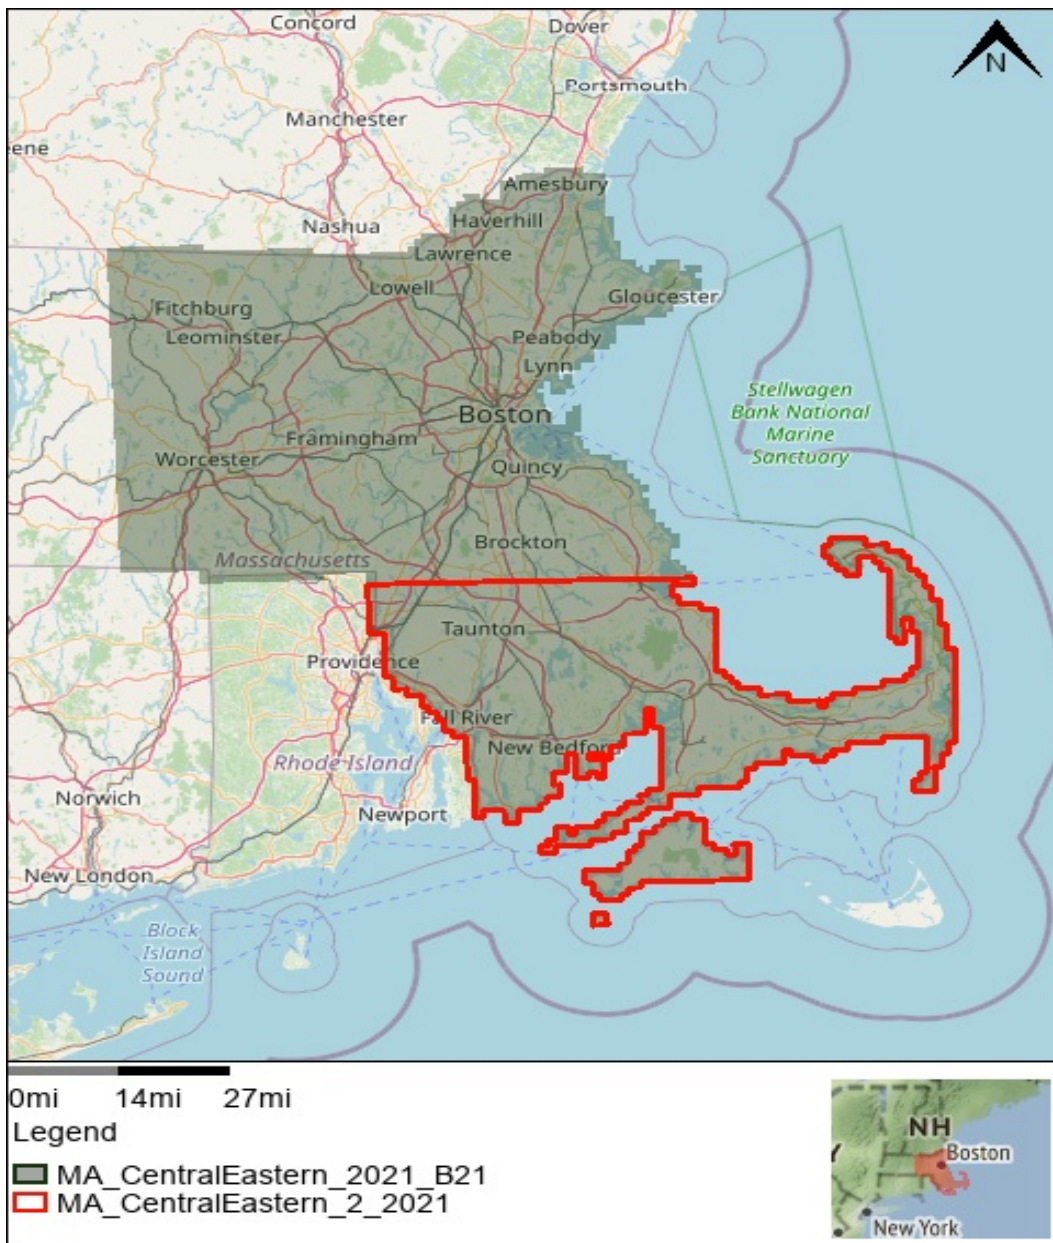 Concord
Dover
N
Portsmouth
Manchester
ene
Amesbury
Haverhill
Nashua
Lawrence
Lowell
Gloucester
Fitchburg
Leominster
Peabody
Lynn
Stellwagen
Bank National
Marine
Sanctuary
Boston
Framingham
Worcester
Quincy
Brockton
Massachusetts
Taunton
Providence
Fall River
New Bedford
Rhode Island
Norwich
Newport
New London
Block
Island
Sound
0mi 14mi 27mi
Legend
MA_CentralEastern_2021_B21
MA_CentralEastern_2_2021
NH
Boston
Y
New York